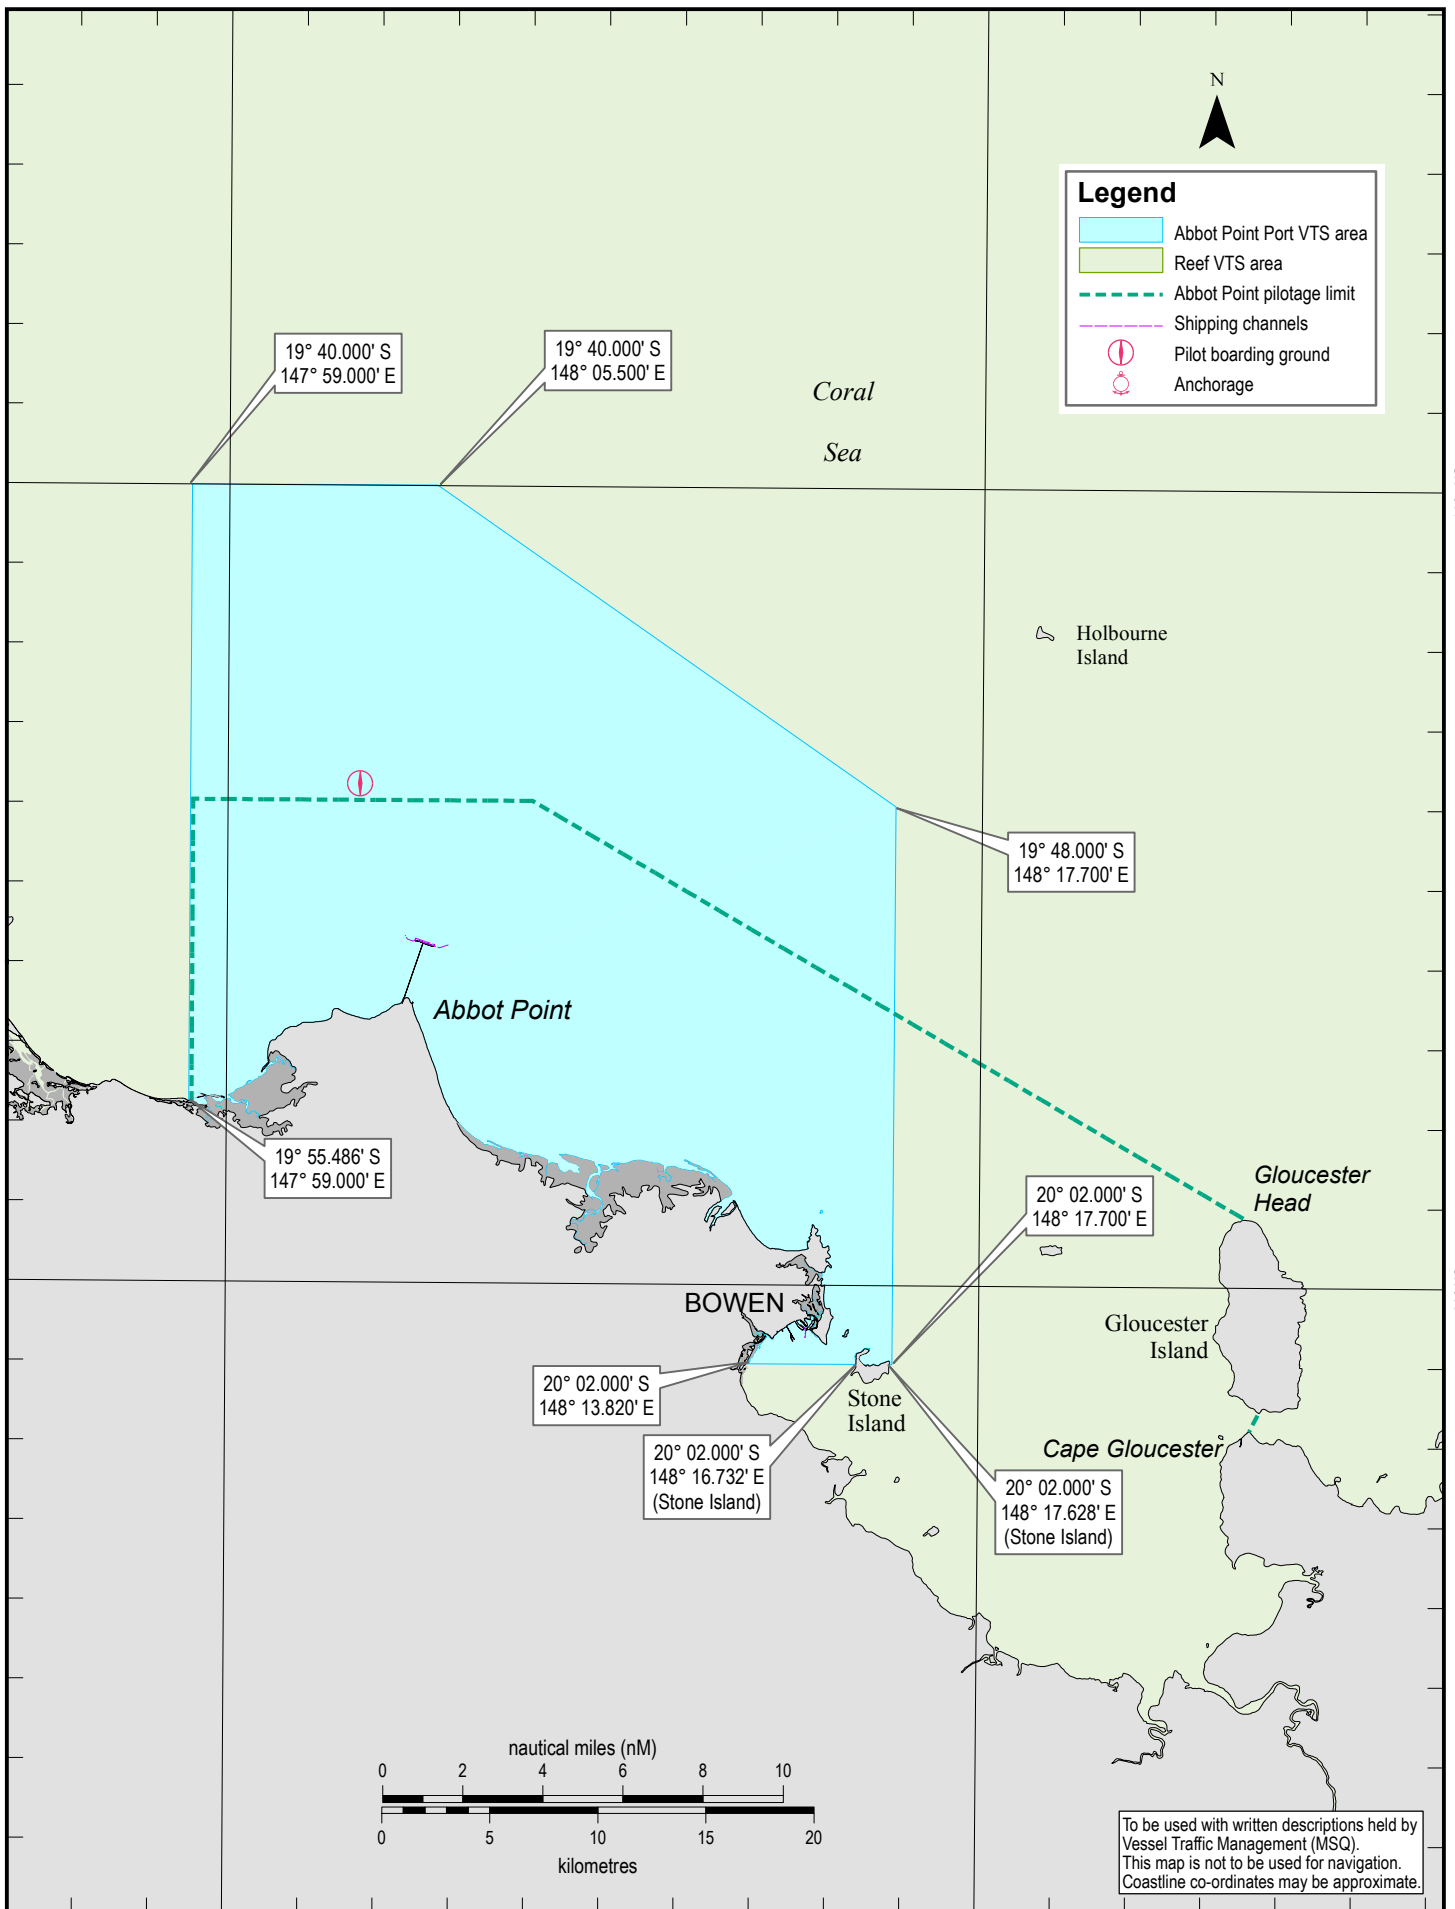 N
Legend
Abbot Point Port VTS area
Reef VTS area
Abbot Point pilotage limit
Shipping channels
Pilot boarding ground
Anchorage
19° 40.000' S
147° 59.000' E
19° 40.000' S
148° 05.500' E
Coral
Sea
Holbourne
Island
19° 48.000' S
148° 17.700' E
Abbot Point
19° 55.486' S
147° 59.000' E
Gloucester
Head
20° 02.000' S
148° 17.700' E
BOWEN
Gloucester
Island
20° 02.000' S
148° 13.820' E
Stone
Island
Cape Gloucester
20° 02.000' S
148° 16.732' E
(Stone Island)
20° 02.000' S
148° 17.628' E
(Stone Island)
nautical miles (nM)
0 2 4 6 8 10
0 5 10 15 20
kilometres
To be used with written descriptions held by
Vessel Traffic Management (MSQ).
This map is not to be used for navigation.
Coastline co-ordinates may be approximate.